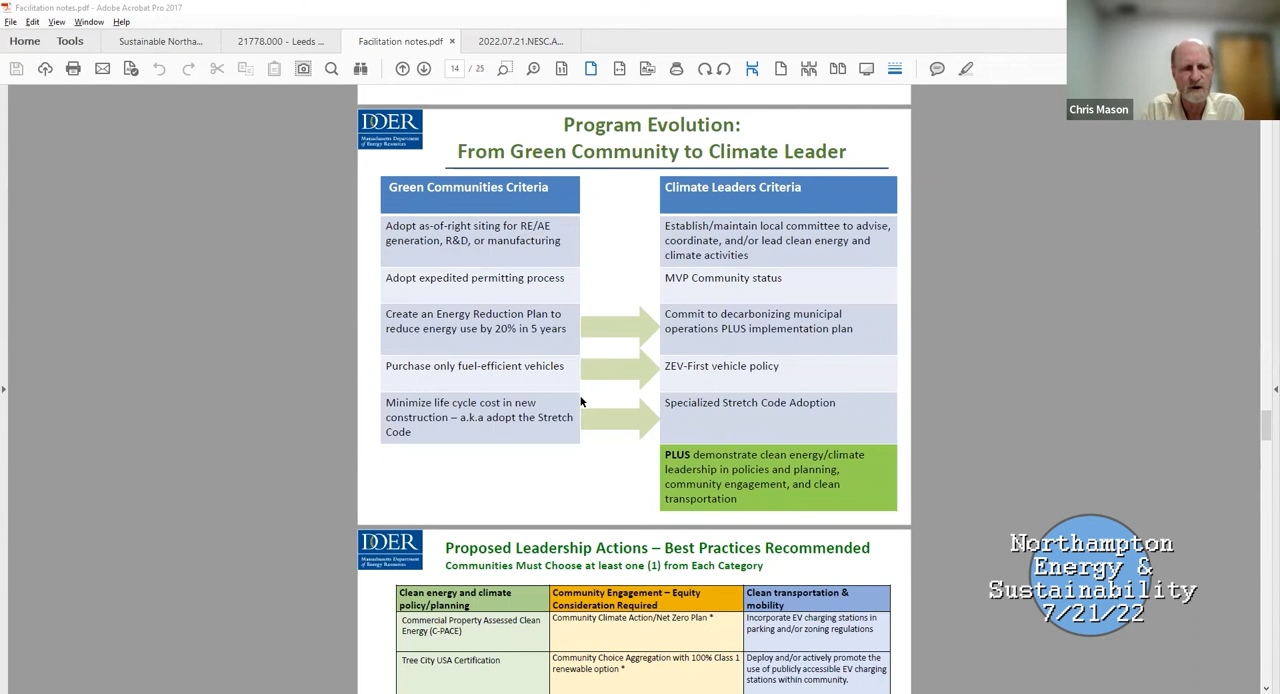 Facilitation notes.pdf - Adobe Acrobat Pro 2017
File Edit View Window Help
Home Tools Sustainable Northa... 21778.000 - Leeds ... Facilitation notes.pdf × 2022.07.21.NESC.A...
14 / 25
Chris Mason
DOER
Massachusetts Department
of Energy Resources
Program Evolution:
From Green Community to Climate Leader
Green Communities Criteria
Adopt as-of-right siting for RE/AE
generation, R&D, or manufacturing
Adopt expedited permitting process
Create an Energy Reduction Plan to
reduce energy use by 20% in 5 years
Purchase only fuel-efficient vehicles
Minimize life cycle cost in new
construction – a.k.a adopt the Stretch
Code
Climate Leaders Criteria
Establish/maintain local committee to advise,
coordinate, and/or lead clean energy and
climate activities
MVP Community status
Commit to decarbonizing municipal
operations PLUS implementation plan
ZEV-First vehicle policy
Specialized Stretch Code Adoption
PLUS demonstrate clean energy/climate
leadership in policies and planning,
community engagement, and clean
transportation
DOER
Massachusetts Department
of Energy Resources
Proposed Leadership Actions – Best Practices Recommended
Communities Must Choose at least one (1) from Each Category
Clean energy and climate
policy/planning
Community Engagement – Equity
Consideration Required
Clean transportation &
mobility
Commercial Property Assessed Clean
Energy (C-PACE)
Community Climate Action/Net Zero Plan *
Incorporate EV charging stations in
parking and/or zoning regulations
Tree City USA Certification
Community Choice Aggregation with 100% Class 1
renewable option *
Deploy and/or actively promote the
use of publicly accessible EV charging
stations within community.
Northampton
Energy &
Sustainability
7/21/22